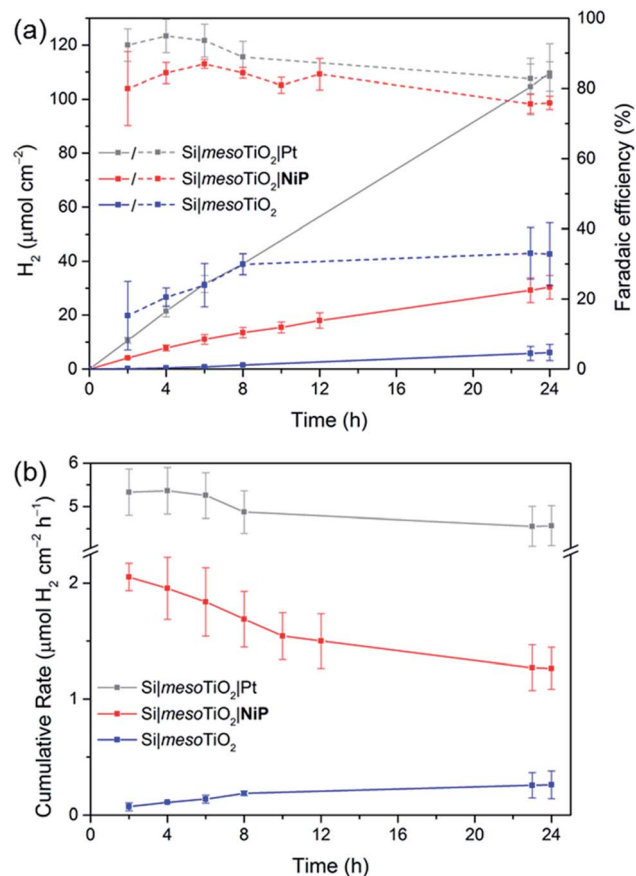 (a)
120
100
80
60
40
20
0
H₂ (μmol cm⁻²)
100
80
60
40
20
0
Faradaic efficiency (%)
/ Si|mesoTiO₂|Pt
/ Si|mesoTiO₂|NiP
/ Si|mesoTiO₂
0 4 8 12 16 20 24
Time (h)
(b)
6
5
2
1
0
Cumulative Rate (μmol H₂ cm⁻² h⁻¹)
Si|mesoTiO₂|Pt
Si|mesoTiO₂|NiP
Si|mesoTiO₂
0 4 8 12 16 20 24
Time (h)